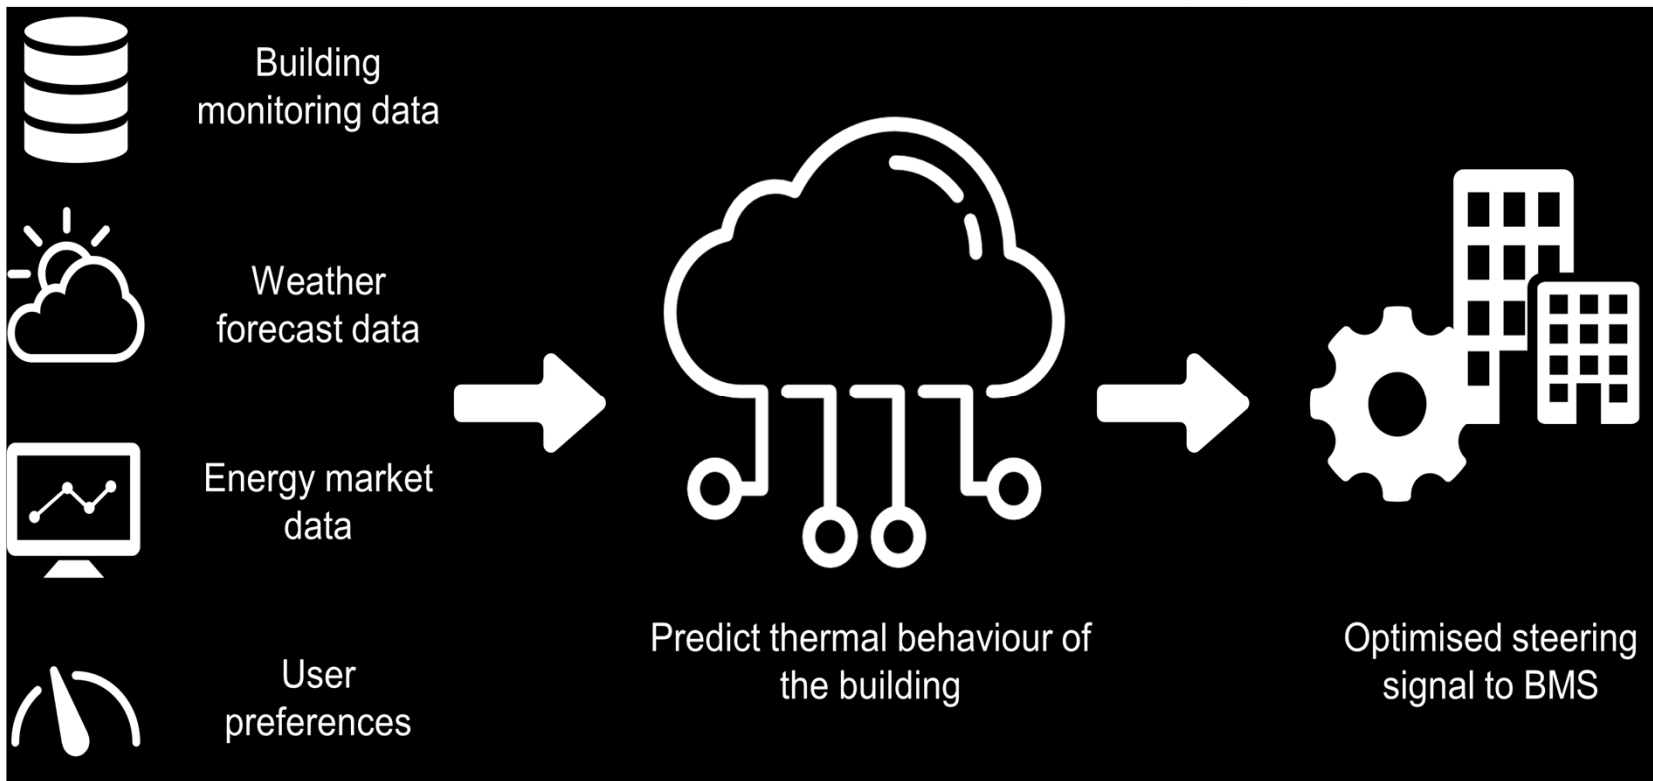 Building
monitoring data
Weather
forecast data
Energy market
data
User
preferences
Predict thermal behaviour of
the building
Optimised steering
signal to BMS